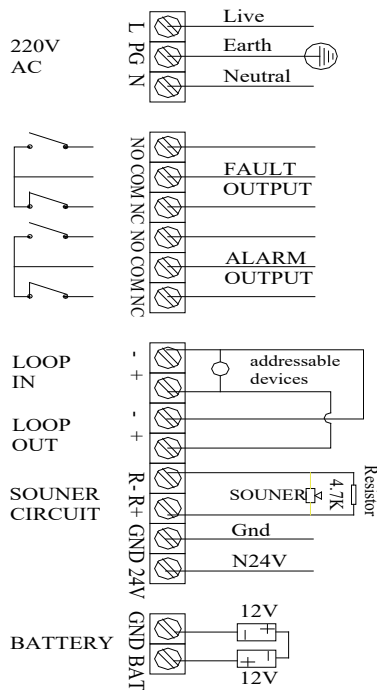 220V
AC
L PG N
Live
Earth
Neutral
NO COM NC NO COM NC
FAULT
OUTPUT
ALARM
OUTPUT
LOOP
IN
- + - +
addressable
devices
LOOP
OUT
SOUNER
CIRCUIT
R- R+ GND 24V
SOUNER
4.7K
Resistor
Gnd
N24V
BATTERY
GND BAT
12V
- +
+ -
12V